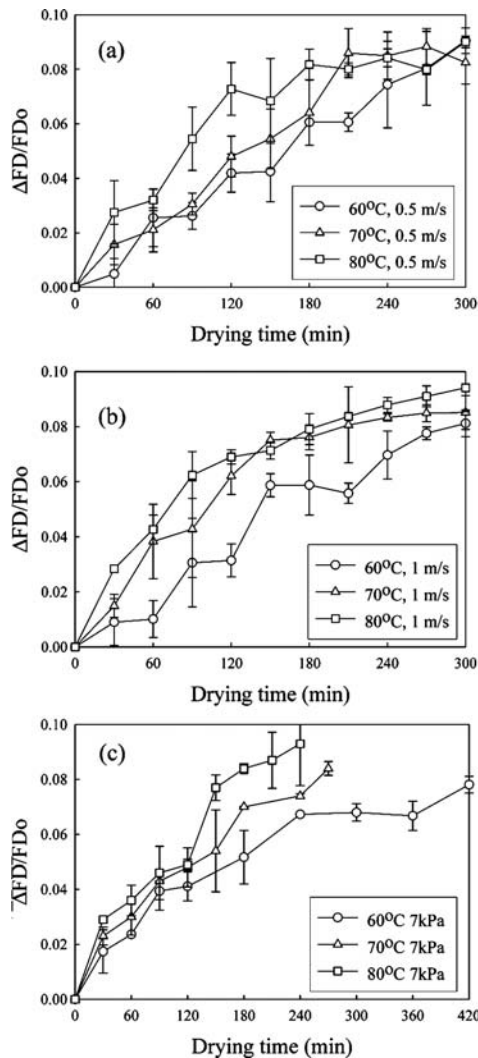 (a)
ΔFD/FDo
0.10
0.08
0.06
0.04
0.02
0.00
60°C, 0.5 m/s
70°C, 0.5 m/s
80°C, 0.5 m/s
0 60 120 180 240 300
Drying time (min)
(b)
ΔFD/FDo
0.10
0.08
0.06
0.04
0.02
0.00
60°C, 1 m/s
70°C, 1 m/s
80°C, 1 m/s
0 60 120 180 240 300
Drying time (min)
(c)
ΔFD/FDo
0.10
0.08
0.06
0.04
0.02
0.00
60°C 7kPa
70°C 7kPa
80°C 7kPa
0 60 120 180 240 300 360 420
Drying time (min)